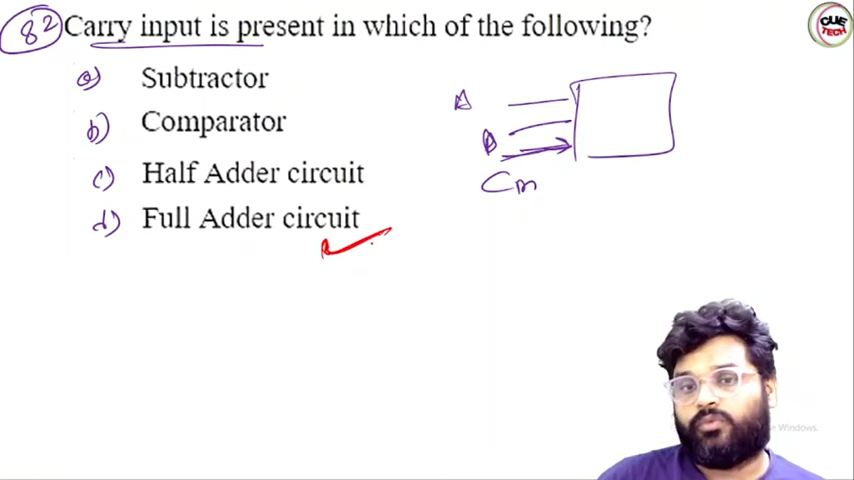 82 Carry input is present in which of the following?
a) Subtractor
b) Comparator
c) Half Adder circuit
d) Full Adder circuit
A
B
Cin
CUE
TECH